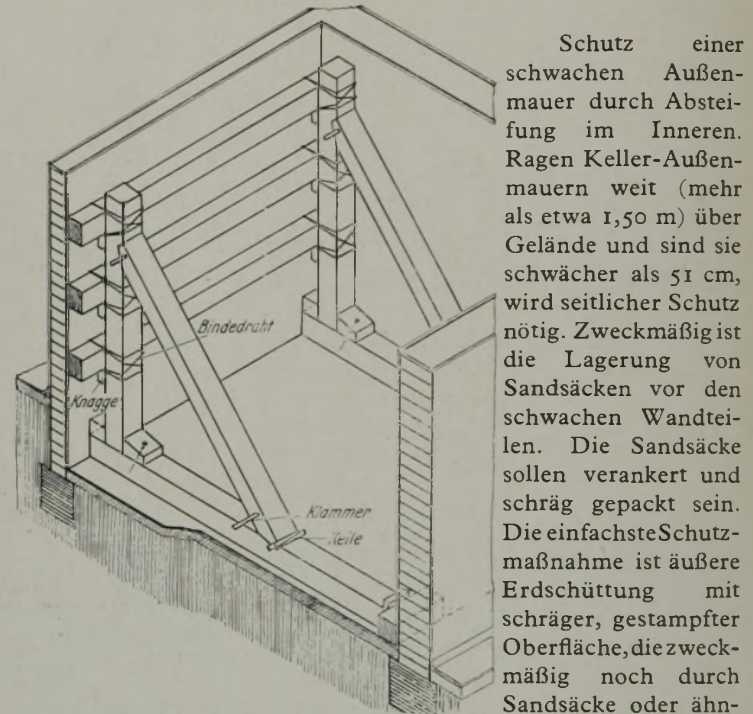 Bindedraht
Knagge
Klammer
Keile
Schutz einer
schwachen Außen-
mauer durch Abstei-
fung im Inneren.
Ragen Keller-Außen-
mauern weit (mehr
als etwa 1,50 m) über
Gelände und sind sie
schwächer als 51 cm,
wird seitlicher Schutz
nötig. Zweckmäßig ist
die Lagerung von
Sandsäcken vor den
schwachen Wandtei-
len. Die Sandsäcke
sollen verankert und
schräg gepackt sein.
Die einfachste Schutz-
maßnahme ist äußere
Erdschüttung mit
schräger, gestampfter
Oberfläche, die zweck-
mäßig noch durch
Sandsäcke oder ähn-